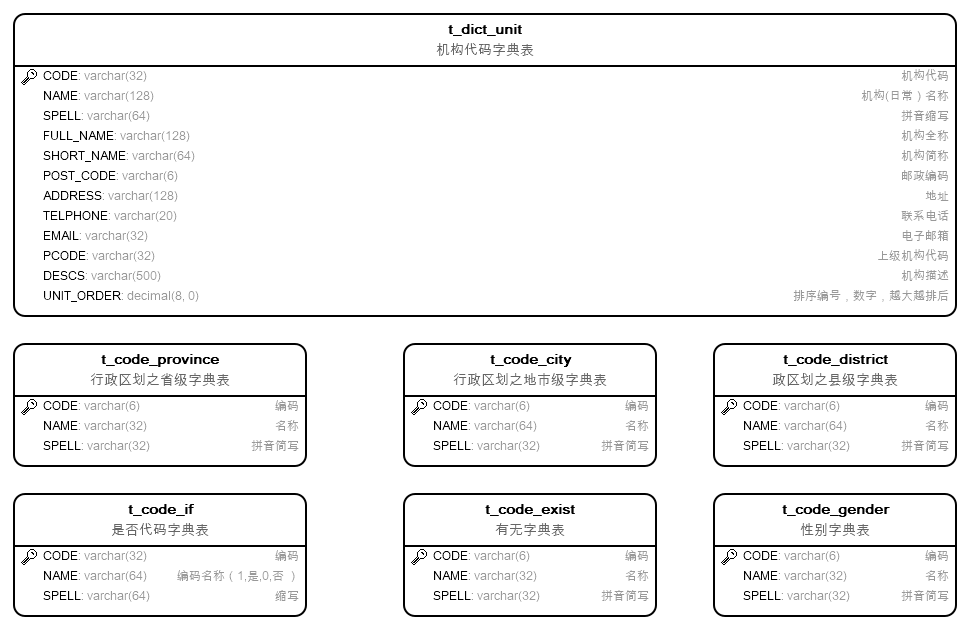 t_dict_unit
机构代码字典表
CODE: varchar(32) 机构代码
NAME: varchar(128) 机构(日常）名称
SPELL: varchar(64) 拼音缩写
FULL_NAME: varchar(128) 机构全称
SHORT_NAME: varchar(64) 机构简称
POST_CODE: varchar(6) 邮政编码
ADDRESS: varchar(128) 地址
TELPHONE: varchar(20) 联系电话
EMAIL: varchar(32) 电子邮箱
PCODE: varchar(32) 上级机构代码
DESCS: varchar(500) 机构描述
UNIT_ORDER: decimal(8, 0) 排序编号，数字，越大越排后
t_code_province
行政区划之省级字典表
CODE: varchar(6) 编码
NAME: varchar(32) 名称
SPELL: varchar(32) 拼音简写
t_code_city
行政区划之地市级字典表
CODE: varchar(6) 编码
NAME: varchar(64) 名称
SPELL: varchar(32) 拼音简写
t_code_district
政区划之县级字典表
CODE: varchar(6) 编码
NAME: varchar(64) 名称
SPELL: varchar(32) 拼音简写
t_code_if
是否代码字典表
CODE: varchar(32) 编码
NAME: varchar(64) 编码名称（1,是,0,否 ）
SPELL: varchar(64) 缩写
t_code_exist
有无字典表
CODE: varchar(6) 编码
NAME: varchar(32) 名称
SPELL: varchar(32) 拼音简写
t_code_gender
性别字典表
CODE: varchar(6) 编码
NAME: varchar(32) 名称
SPELL: varchar(32) 拼音简写